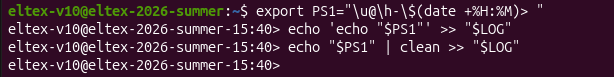 eltex-v10@eltex-2026-summer:~$ export PS1="\u@\h-\$(date +%H:%M)> "
eltex-v10@eltex-2026-summer-15:40> echo 'echo "$PS1"' >> "$LOG"
eltex-v10@eltex-2026-summer-15:40> echo "$PS1" | clean >> "$LOG"
eltex-v10@eltex-2026-summer-15:40>